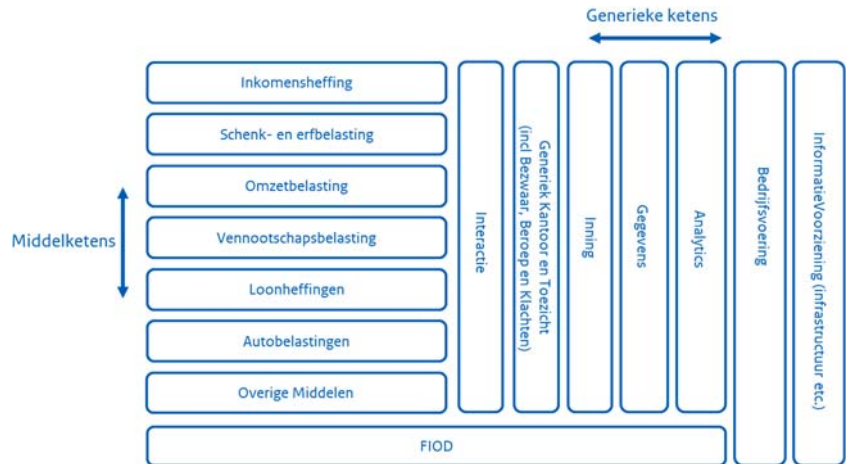 Generieke ketens
Middelketens
Inkomensheffing
Schenk- en erfbelasting
Omzetbelasting
Vennootschapsbelasting
Loonheffingen
Autobelastingen
Overige Middelen
FIOD
Interactie
Generiek Kantoor en Toezicht
(incl Bezwaar, Beroep en Klachten)
Inning
Gegevens
Analytics
Bedrijfsvoering
InformatieVoorziening (infrastructuur etc.)